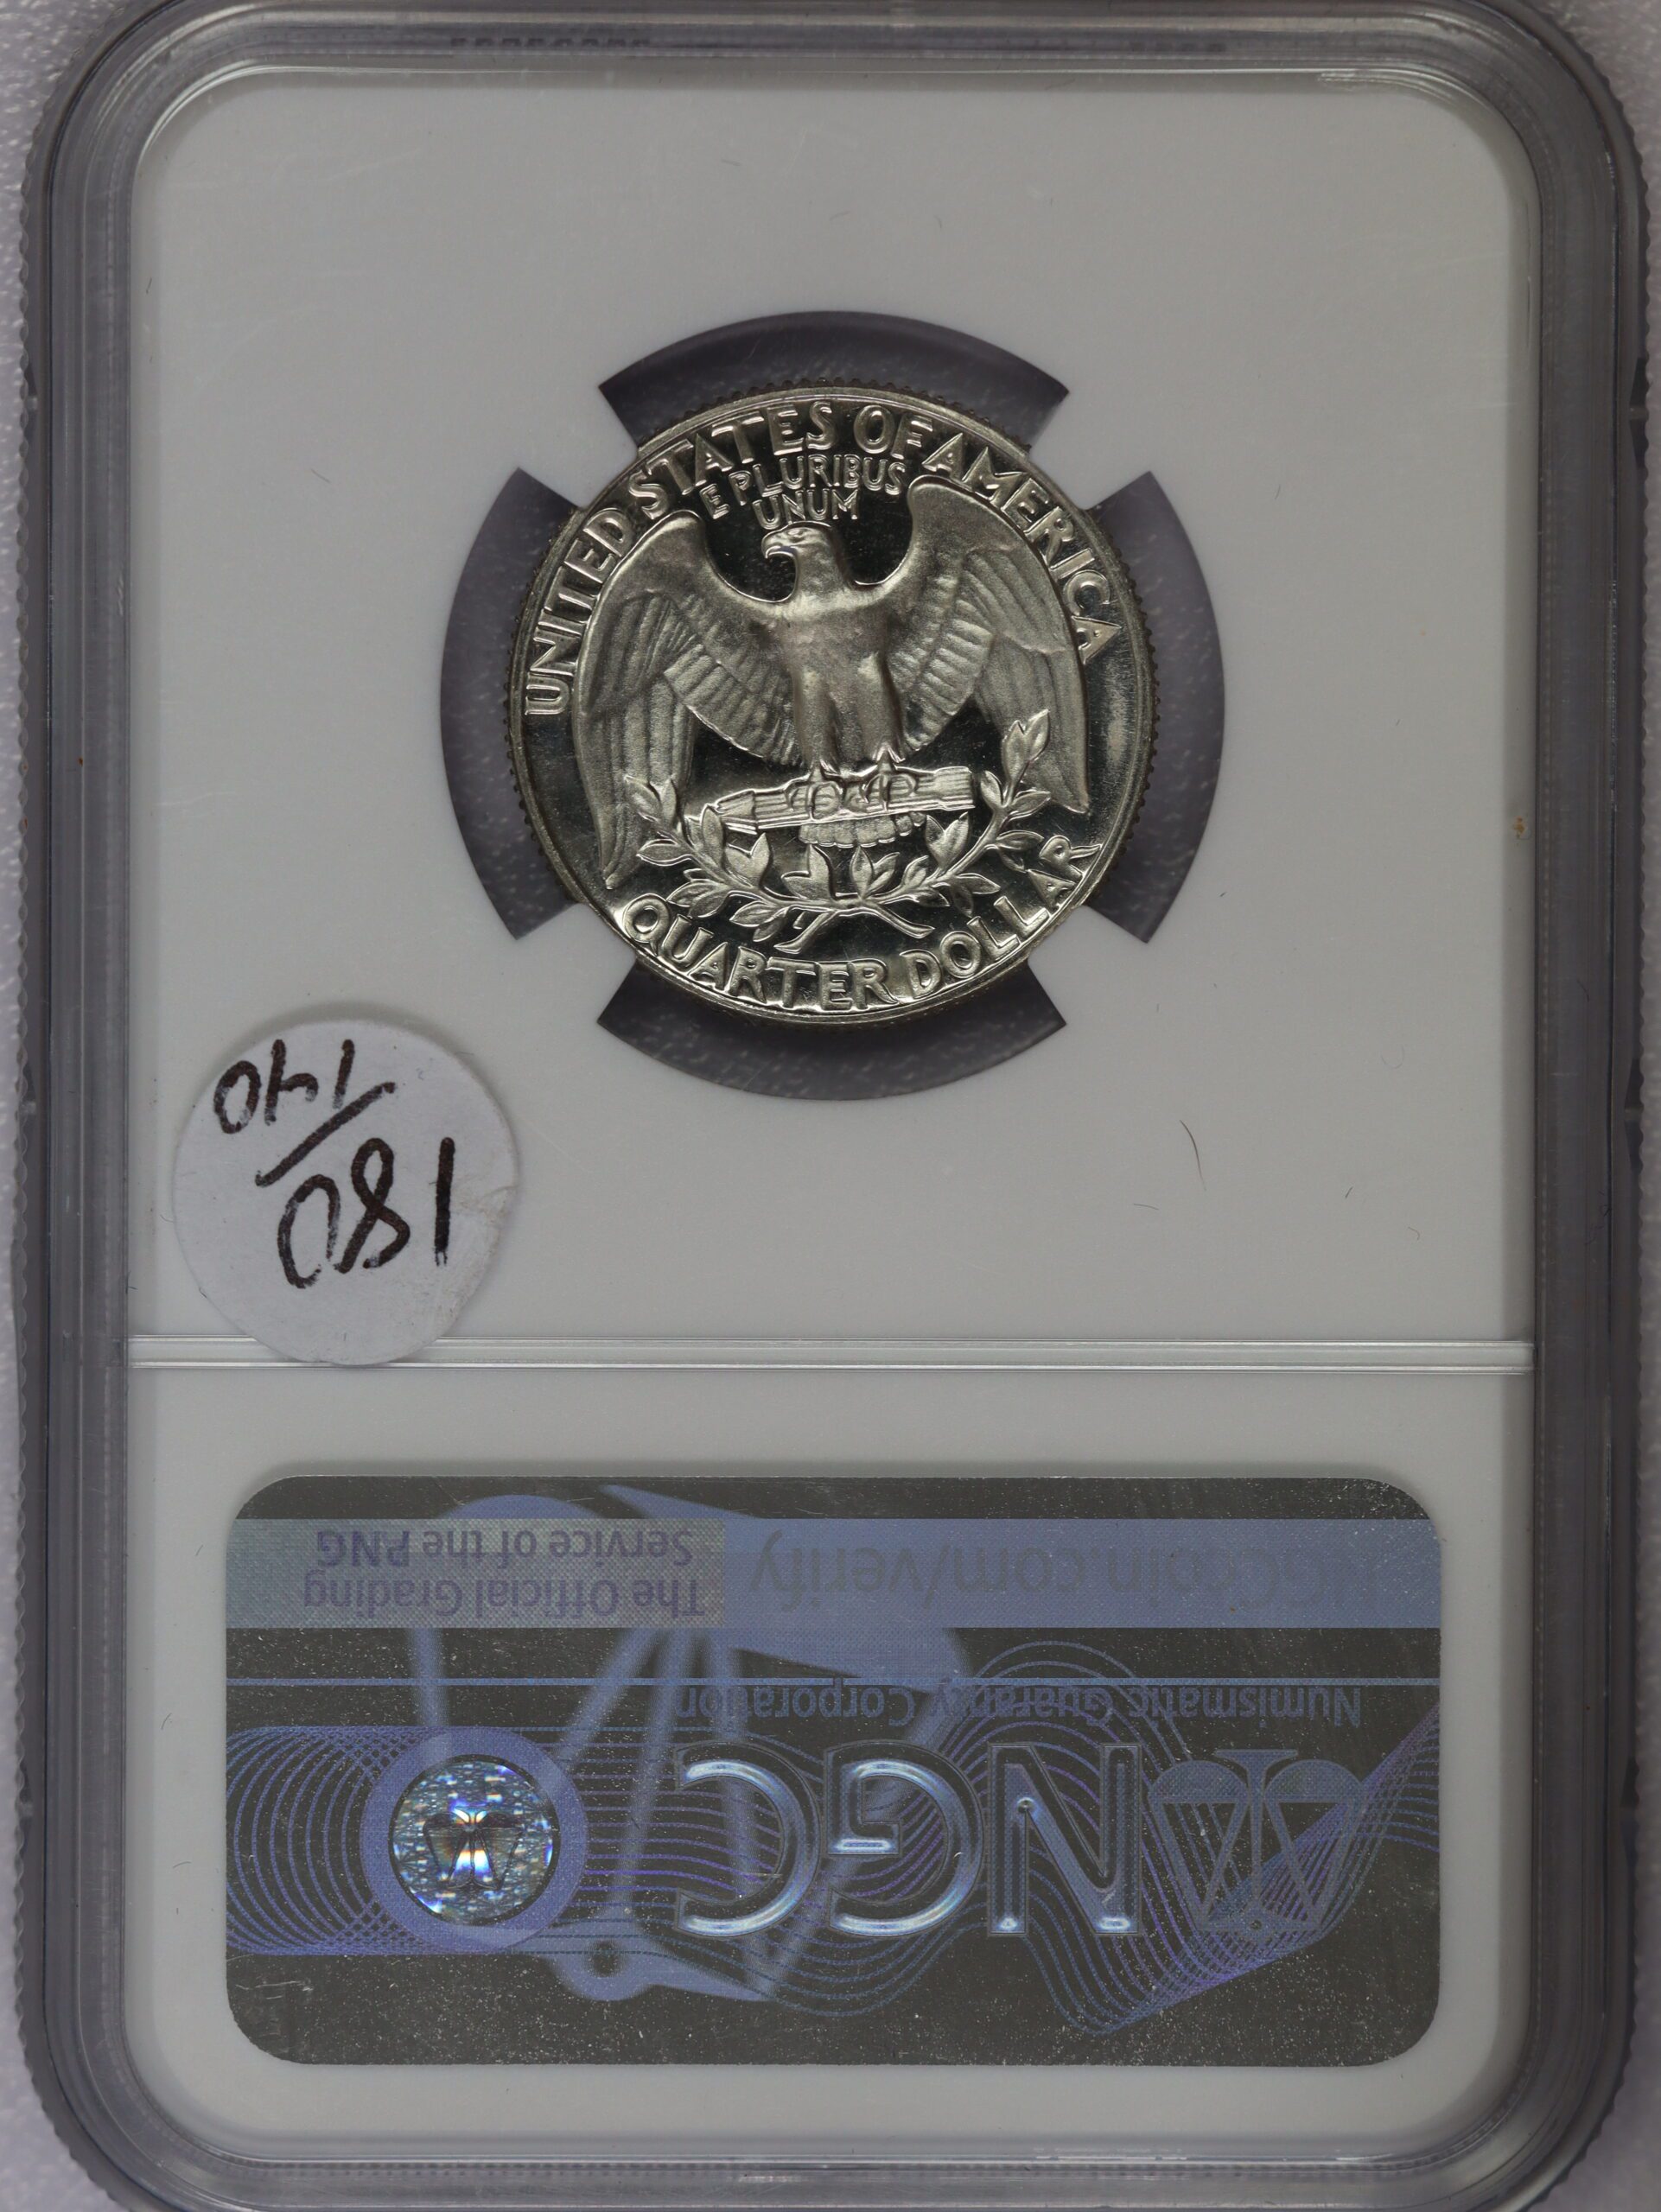 UNITED STATES OF AMERICA
E PLURIBUS
UNUM
QUARTER DOLLAR
180
140
NGC
Numismatic Guaranty Corporation
The Official Grading
Service of the PNG
GCcoin.com/verify